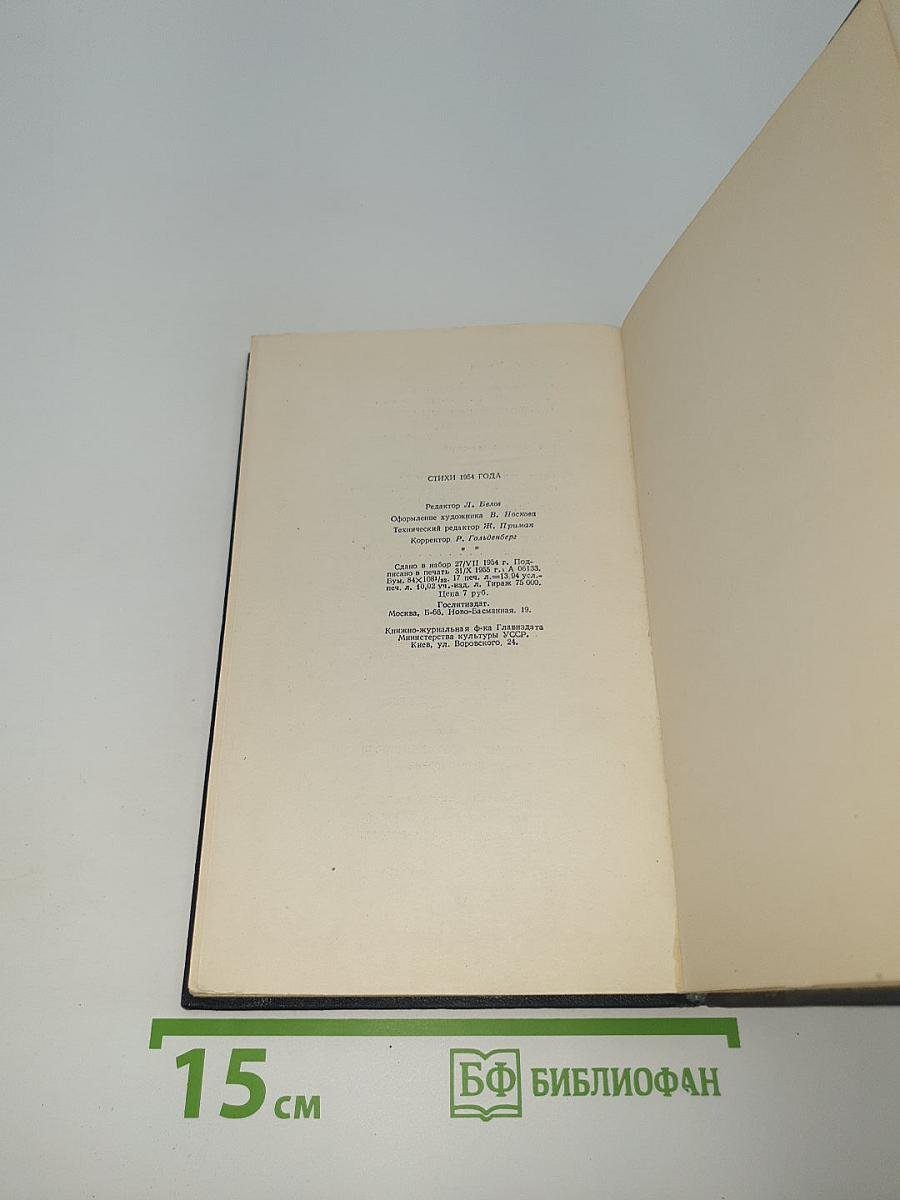 СТИХИ 1954 ГОДА
Редактор Л. Белов
Оформление художника В. Носкова
Технический редактор Ж. Примак
Корректор Р. Гольденберг
* *
Сдано в набор 27/VII 1954 г. Под-
писано в печать 31/X 1955 г. А 06133.
Бум. 84×108¹/₃₂. 17 печ. л.=13,94 усл.-
печ. л. 10,02 уч.-изд. л. Тираж 75 000.
Цена 7 руб.
Гослитиздат.
Москва, Б-66, Ново-Басманная, 19.
Книжно-журнальная ф-ка Главиздата
Министерства культуры УССР.
Киев, ул. Воровского, 24.
15 см
БФ БИБЛИОФАН